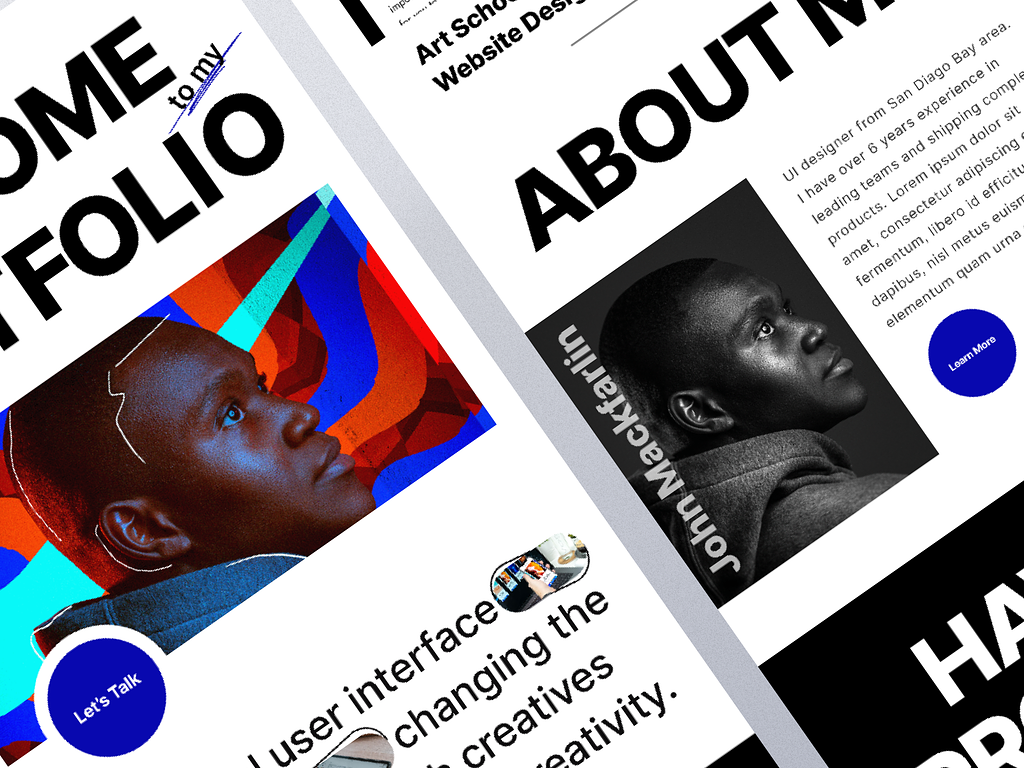 OME
to my
TFOLIO
Let's Talk
user interface
changing the
creatives
eativity.
Art Schoo
Website Desig
ABOUT M
UI designer from San Diago Bay area.
I have over 6 years experience in
leading teams and shipping comple
products. Lorem ipsum dolor sit
amet, consectetur adipiscing
fermentum, libero id efficitu
dapibus, nisl metus euism
elementum quam urna
Learn More
John Mackfarlin
HA
PRO